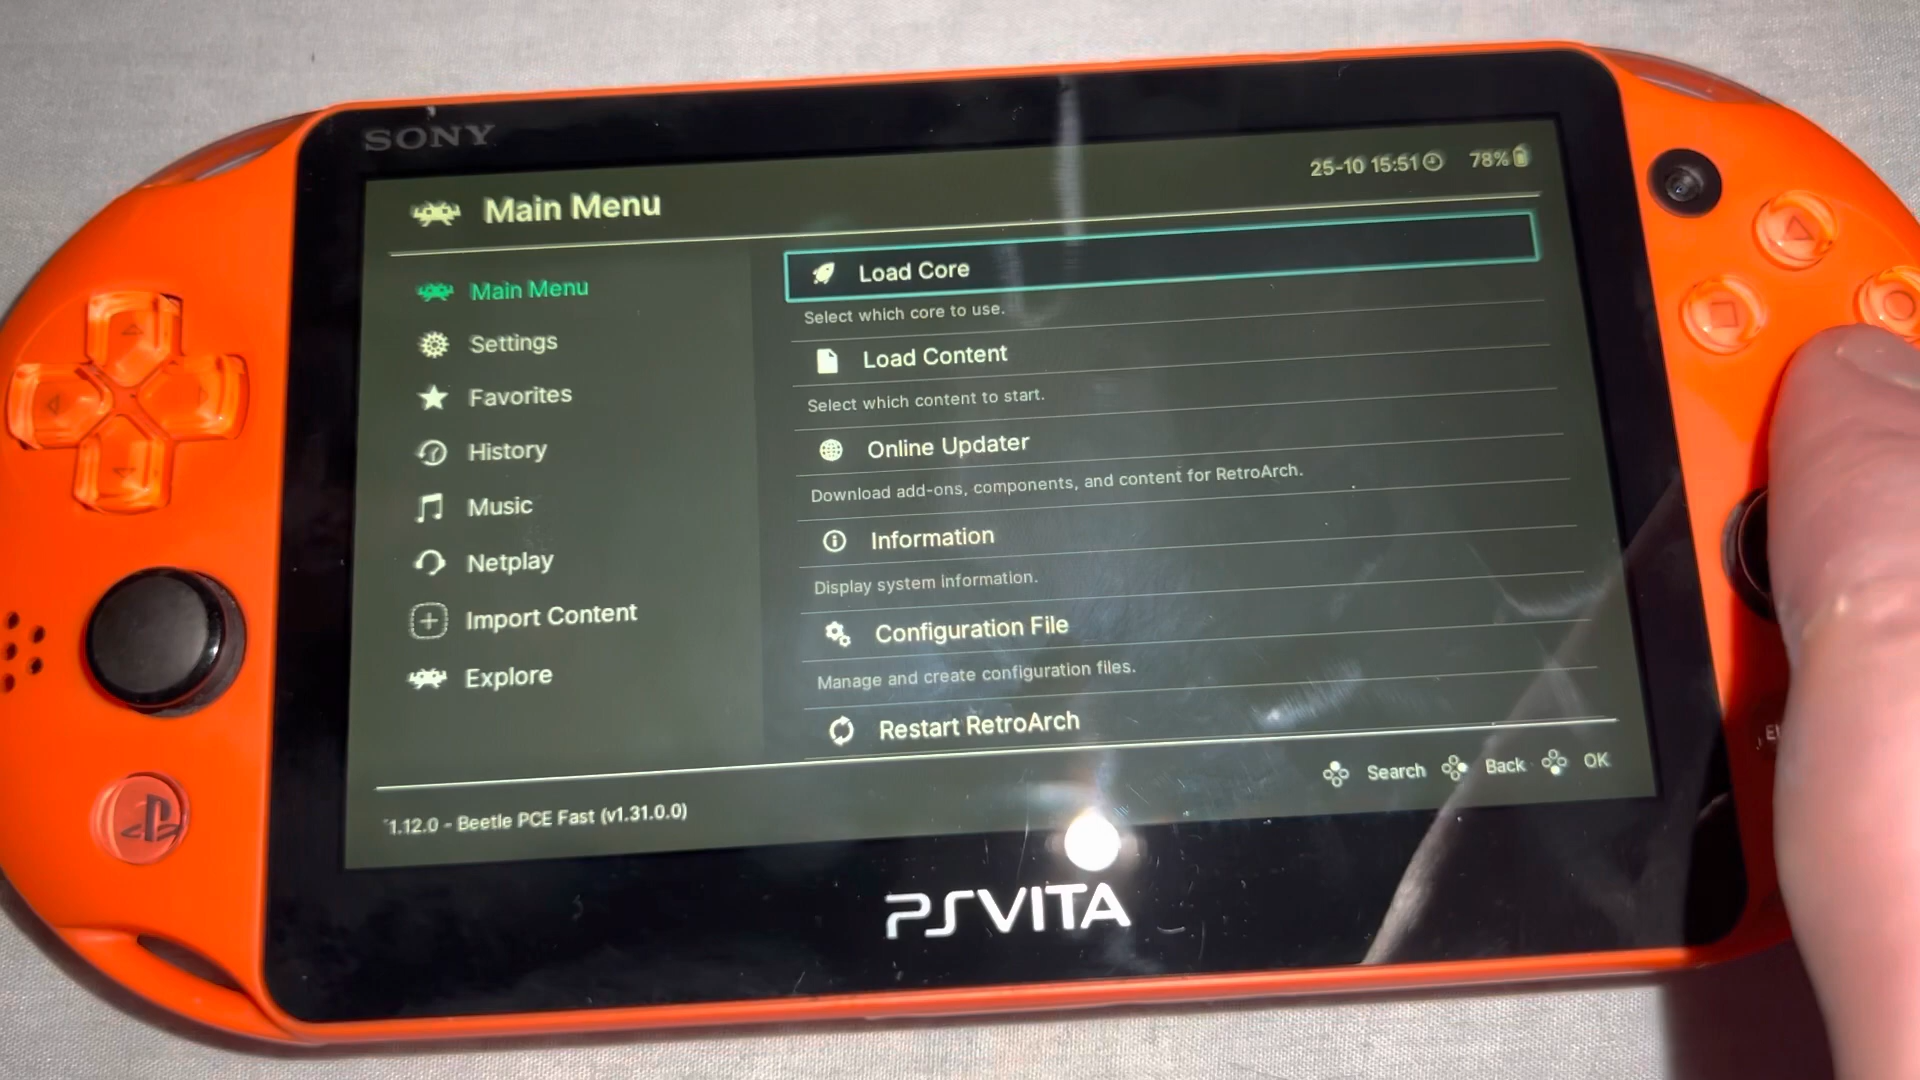 SONY
Main Menu
25-10 15:51
78%
Main Menu
Settings
Favorites
History
Music
Netplay
Import Content
Explore
Load Core
Select which core to use.
Load Content
Select which content to start.
Online Updater
Download add-ons, components, and content for RetroArch.
Information
Display system information.
Configuration File
Manage and create configuration files.
Restart RetroArch
Search
Back
OK
1.12.0 - Beetle PCE Fast (v1.31.0.0)
PSVITA